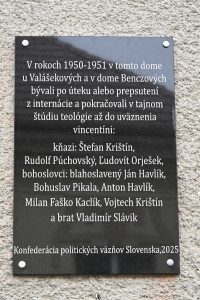 V rokoch 1950-1951 v tomto dome
u Valášekových a v dome Benczových
bývali po úteku alebo prepustení
z internácie a pokračovali v tajnom
štúdiu teológie až do uväznenia
vincentíni:
kňazi: Štefan Krištín,
Rudolf Púchovský, Ľudovít Orješek,
bohoslovci: blahoslavený Ján Havlík,
Bohuslav Pikala, Anton Havlík,
Milan Faško Kaclík, Vojtech Krištín
a brat Vladimír Slávik
Konfederácia politických väzňov Slovenska,2025